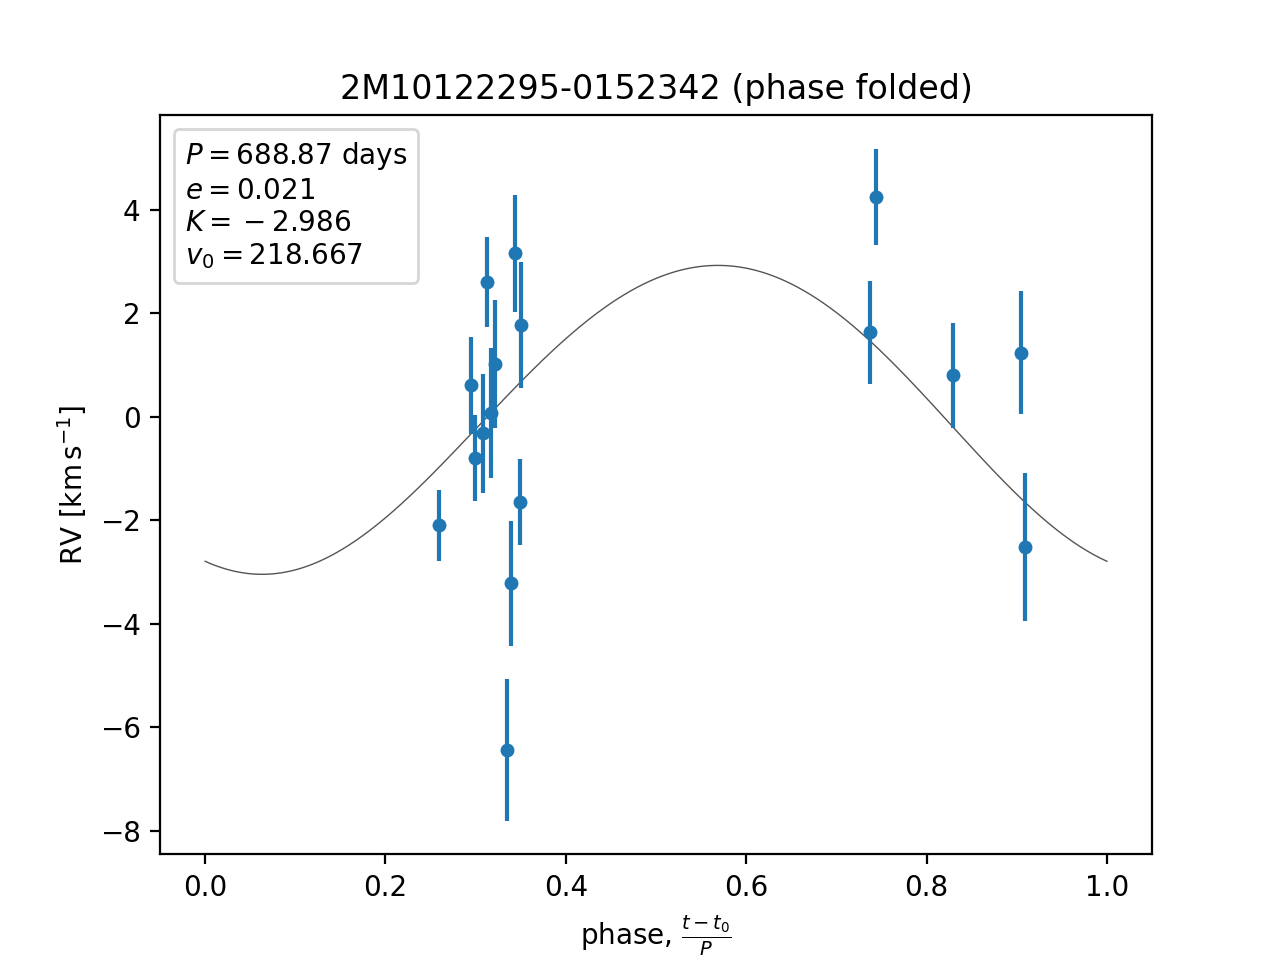 2M10122295-0152342 (phase folded)
P = 688.87 days
e = 0.021
K = −2.986
v₀ = 218.667
4
2
0
−2
−4
−6
−8
RV [km s⁻¹]
0.0 0.2 0.4 0.6 0.8 1.0
phase, (t − t₀)/P